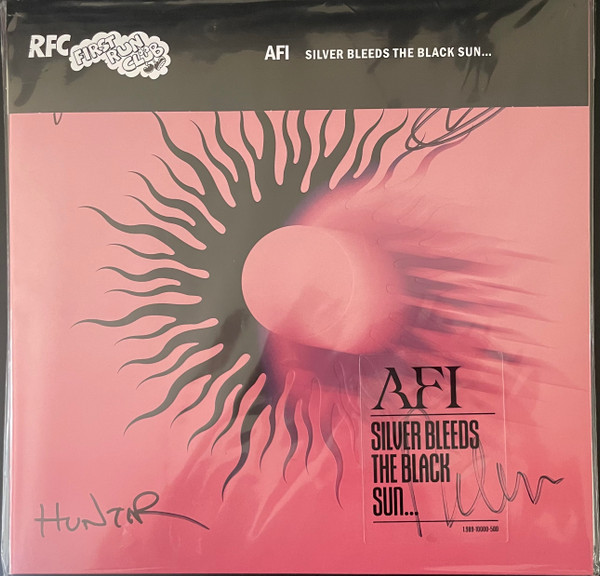 RFC FIRST RUN CLUB AFI SILVER BLEEDS THE BLACK SUN...
AFI
SILVER BLEEDS
THE BLACK
SUN...
HUNTER